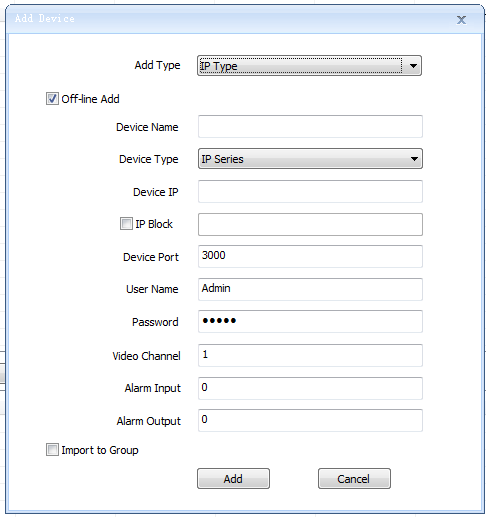 Add Device
Add Type IP Type
Off-line Add
Device Name
Device Type IP Series
Device IP
IP Block
Device Port 3000
User Name Admin
Password •••••
Video Channel 1
Alarm Input 0
Alarm Output 0
Import to Group
Add Cancel